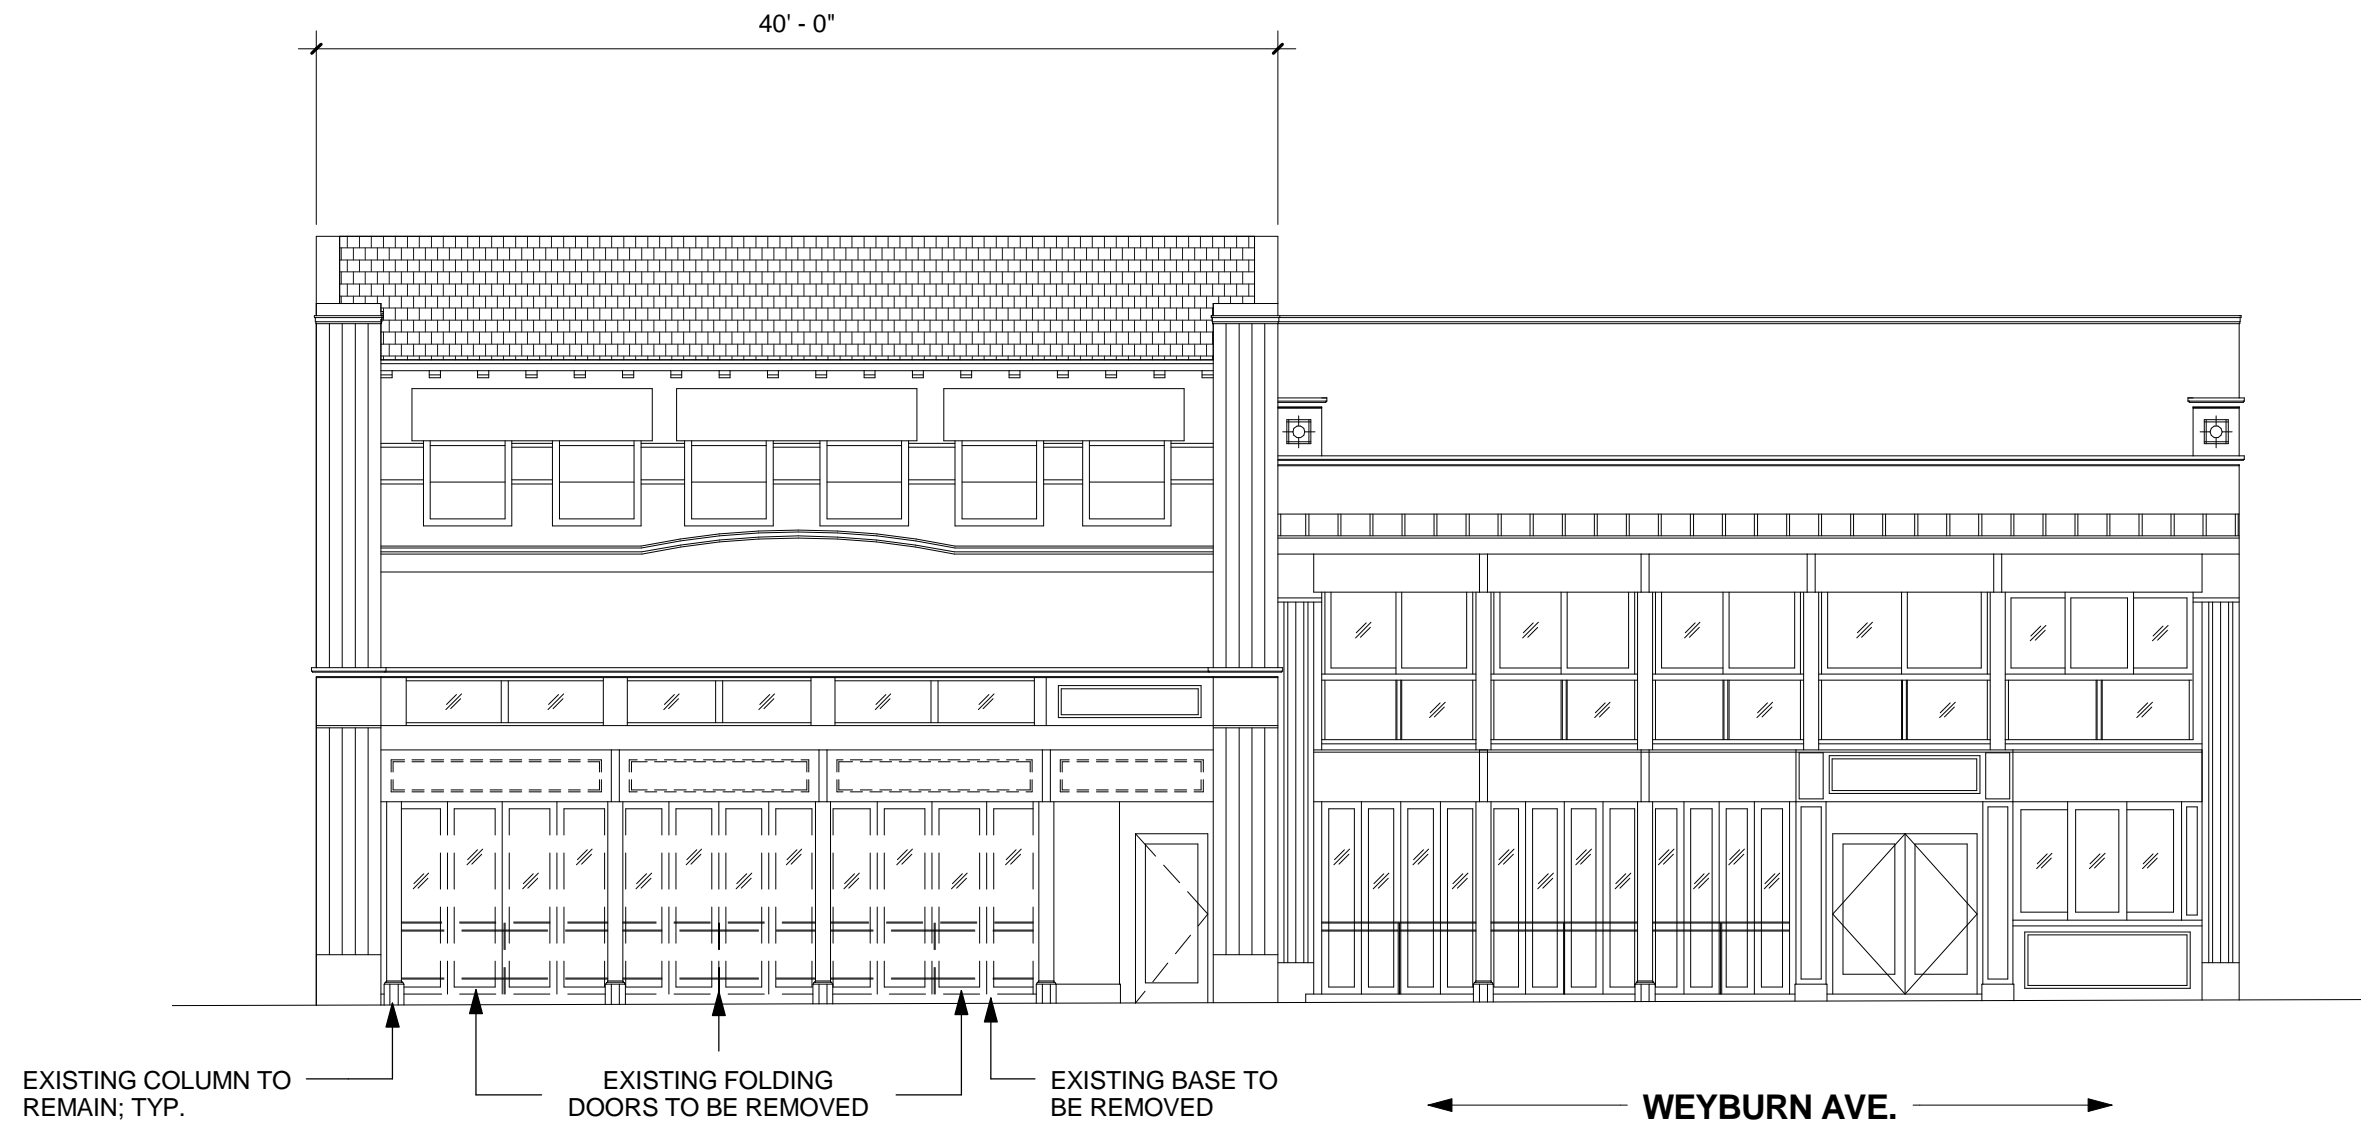 40' - 0"
EXISTING COLUMN TO
REMAIN; TYP.
EXISTING FOLDING
DOORS TO BE REMOVED
EXISTING BASE TO
BE REMOVED
WEYBURN AVE.